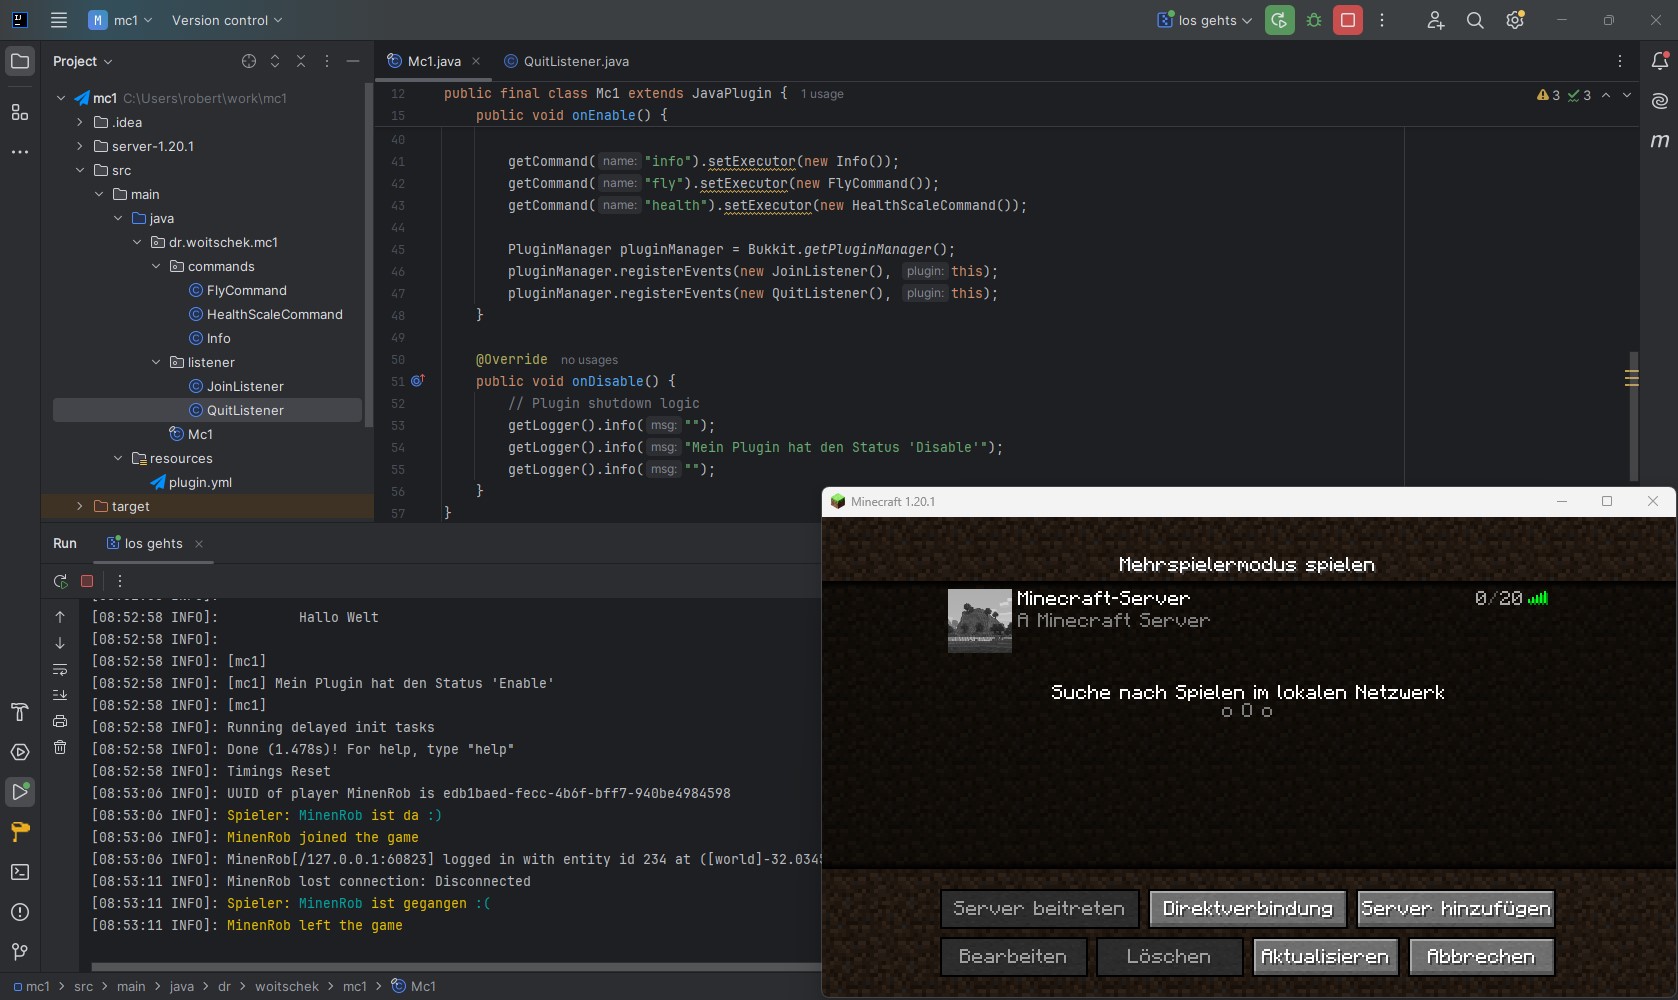 M mc1
Version control
los gehts
Project
Mc1.java
QuitListener.java
mc1 C:\Users\robert\work\mc1
.idea
server-1.20.1
src
main
java
dr.woitschek.mc1
commands
FlyCommand
HealthScaleCommand
Info
listener
JoinListener
QuitListener
Mc1
resources
plugin.yml
target
12 public final class Mc1 extends JavaPlugin { 1 usage
15 public void onEnable() {
3 3
40
41 getCommand( name: "info").setExecutor(new Info());
42 getCommand( name: "fly").setExecutor(new FlyCommand());
43 getCommand( name: "health").setExecutor(new HealthScaleCommand());
44
45 PluginManager pluginManager = Bukkit.getPluginManager();
46 pluginManager.registerEvents(new JoinListener(), plugin: this);
47 pluginManager.registerEvents(new QuitListener(), plugin: this);
48 }
49
50 @Override no usages
51 public void onDisable() {
52 // Plugin shutdown logic
53 getLogger().info( msg: "");
54 getLogger().info( msg: "Mein Plugin hat den Status 'Disable'");
55 getLogger().info( msg: "");
56 }
57 }
m
Run
los gehts
[08:52:58 INFO]: Hallo Welt
[08:52:58 INFO]:
[08:52:58 INFO]: [mc1]
[08:52:58 INFO]: [mc1] Mein Plugin hat den Status 'Enable'
[08:52:58 INFO]: [mc1]
[08:52:58 INFO]: Running delayed init tasks
[08:52:58 INFO]: Done (1.478s)! For help, type "help"
[08:52:58 INFO]: Timings Reset
[08:53:06 INFO]: UUID of player MinenRob is edb1baed-fecc-4b6f-bff7-940be4984598
[08:53:06 INFO]: Spieler: MinenRob ist da :)
[08:53:06 INFO]: MinenRob joined the game
[08:53:06 INFO]: MinenRob[/127.0.0.1:60823] logged in with entity id 234 at ([world]-32.0345
[08:53:11 INFO]: MinenRob lost connection: Disconnected
[08:53:11 INFO]: Spieler: MinenRob ist gegangen :(
[08:53:11 INFO]: MinenRob left the game
Minecraft 1.20.1
Mehrspielermodus spielen
Minecraft-Server 0/20
A Minecraft Server
Suche nach Spielen im lokalen Netzwerk
o O o
Server beitreten
Direktverbindung
Server hinzufügen
Bearbeiten
Löschen
Aktualisieren
Abbrechen
mc1 > src > main > java > dr > woitschek > mc1 > Mc1